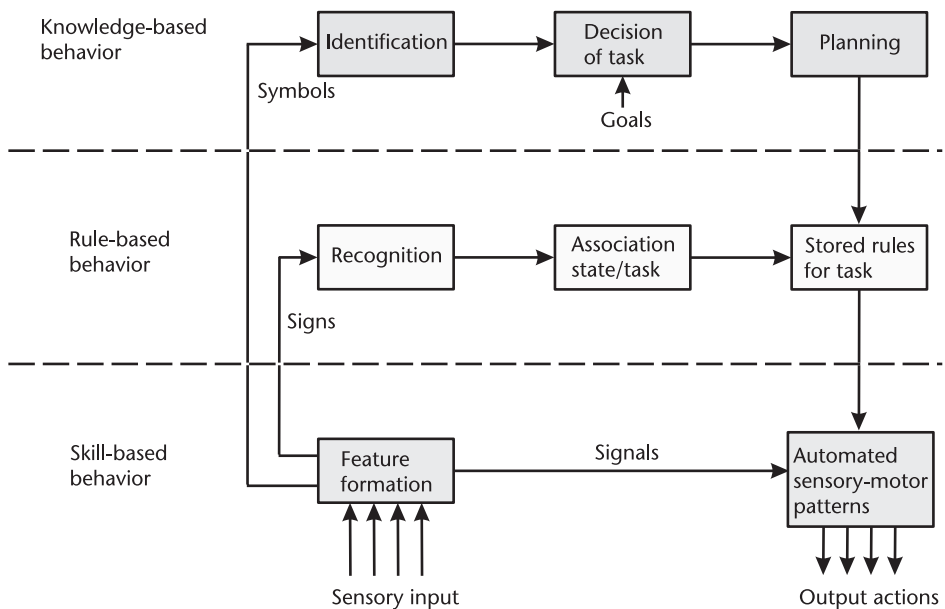 Knowledge-based
behavior
Identification
Decision
of task
Planning
Symbols
Goals
Rule-based
behavior
Recognition
Association
state/task
Stored rules
for task
Signs
Skill-based
behavior
Feature
formation
Signals
Automated
sensory-motor
patterns
Sensory input
Output actions